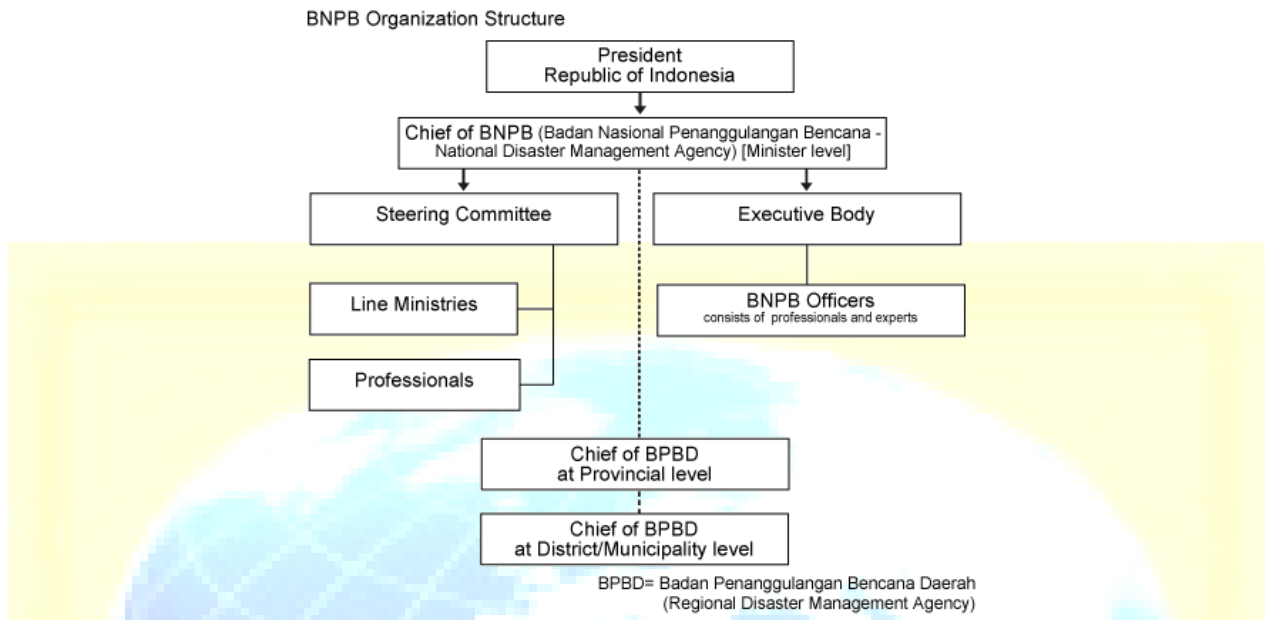 BNPB Organization Structure
President
Republic of Indonesia
Chief of BNPB (Badan Nasional Penanggulangan Bencana -
National Disaster Management Agency) [Minister level]
Steering Committee
Executive Body
Line Ministries
BNPB Officers
consists of professionals and experts
Professionals
Chief of BPBD
at Provincial level
Chief of BPBD
at District/Municipality level
BPBD= Badan Penanggulangan Bencana Daerah
(Regional Disaster Management Agency)